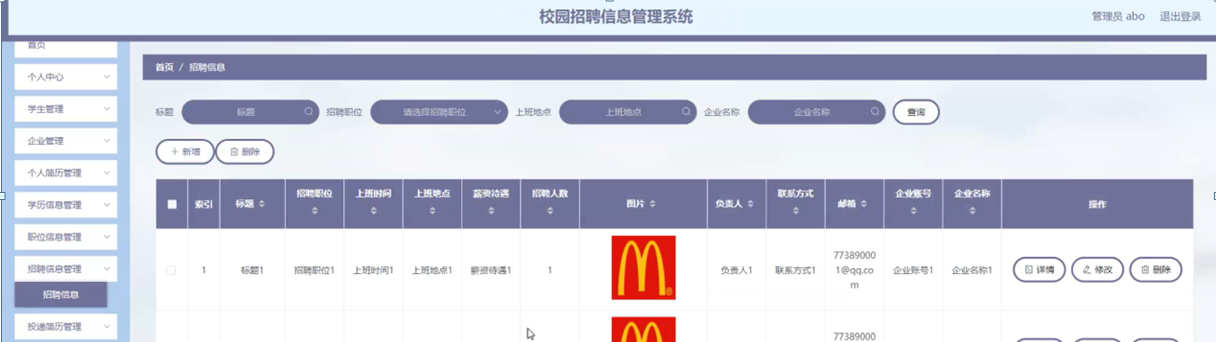 校园招聘信息管理系统
管理员 abo 退出登录
首页
个人中心
学生管理
企业管理
个人简历管理
学历信息管理
职位信息管理
招聘信息管理
招聘信息
投递简历管理
首页 / 招聘信息
标题 标题 招聘职位 请选择招聘职位 上班地点 上班地点 企业名称 企业名称 查询
+ 新增 删除
索引 标题 招聘职位 上班时间 上班地点 薪资待遇 招聘人数 图片 负责人 联系方式 邮箱 企业账号 企业名称 操作
1 标题1 招聘职位1 上班时间1 上班地点1 薪资待遇1 1 负责人1 联系方式1 77389000
1@qq.co
m 企业账号1 企业名称1 详情 修改 删除
77389000